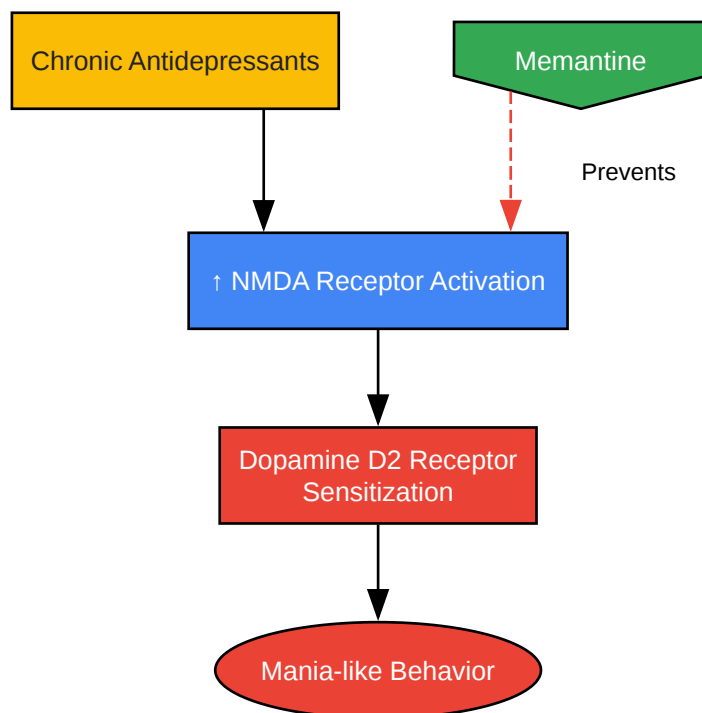 Chronic Antidepressants
Memantine
Prevents
↑ NMDA Receptor Activation
Dopamine D2 Receptor
Sensitization
Mania-like Behavior